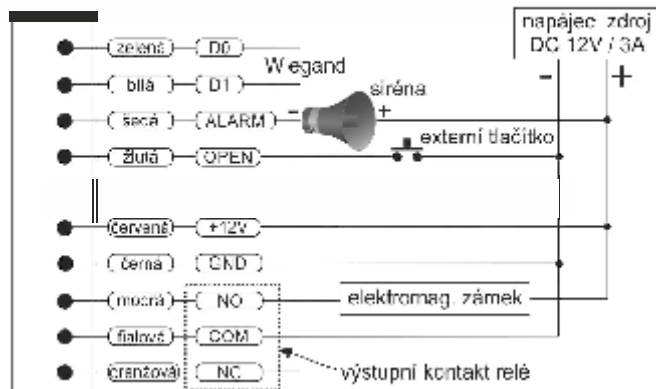 napájec. zdroj
DC 12V / 3A
- +
zelená D0
Wiegand
bílá D1
siréna
šedá ALARM - +
externí tlačítko
žlutá OPEN
červená +12V
černá GND
modrá NO elektromag. zámek
fialová COM
oranžová NC výstupní kontakt relé